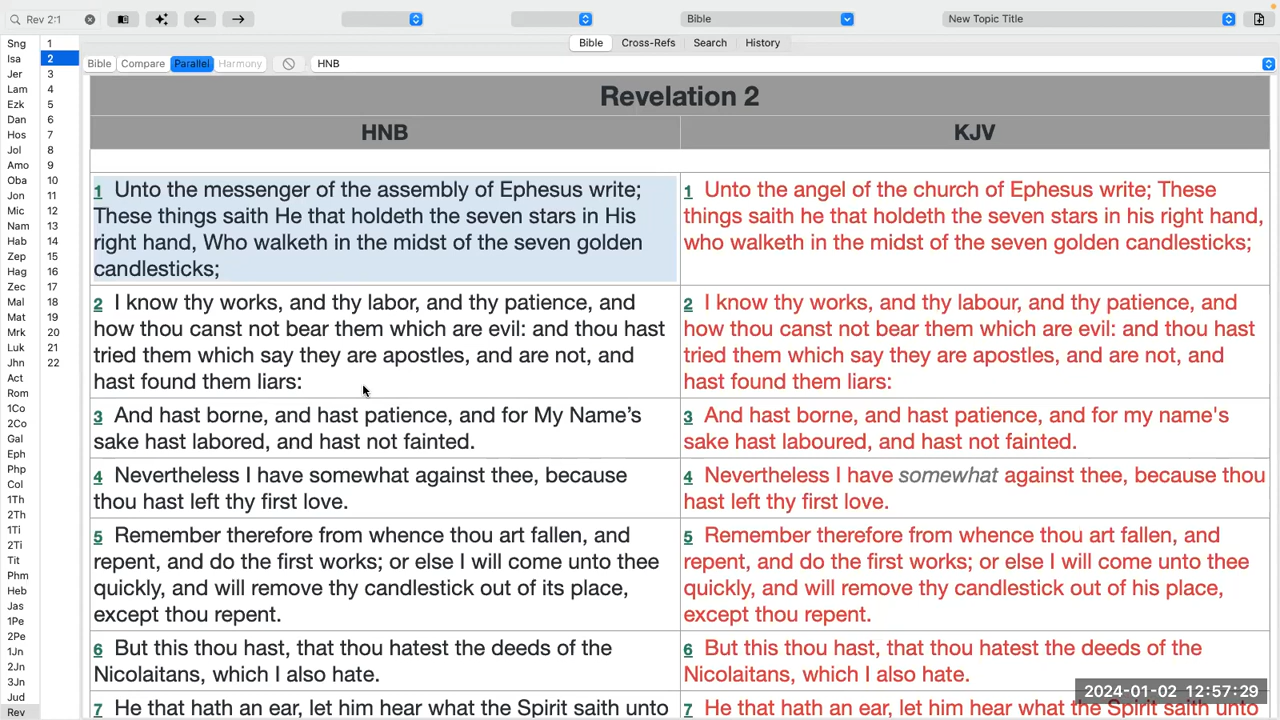 Rev 2:1
Bible
New Topic Title
Bible Cross-Refs Search History
Bible Compare Parallel Harmony HNB
Sng
Isa
Jer
Lam
Ezk
Dan
Hos
Jol
Amo
Oba
Jon
Mic
Nam
Hab
Zep
Hag
Zec
Mal
Mat
Mrk
Luk
Jhn
Act
Rom
1Co
2Co
Gal
Eph
Php
Col
1Th
2Th
1Ti
2Ti
Tit
Phm
Heb
Jas
1Pe
2Pe
1Jn
2Jn
3Jn
Jud
Rev
1
2
3
4
5
6
7
8
9
10
11
12
13
14
15
16
17
18
19
20
21
22
Revelation 2
HNB
1 Unto the messenger of the assembly of Ephesus write;
These things saith He that holdeth the seven stars in His
right hand, Who walketh in the midst of the seven golden
candlesticks;
2 I know thy works, and thy labor, and thy patience, and
how thou canst not bear them which are evil: and thou hast
tried them which say they are apostles, and are not, and
hast found them liars:
3 And hast borne, and hast patience, and for My Name’s
sake hast labored, and hast not fainted.
4 Nevertheless I have somewhat against thee, because
thou hast left thy first love.
5 Remember therefore from whence thou art fallen, and
repent, and do the first works; or else I will come unto thee
quickly, and will remove thy candlestick out of its place,
except thou repent.
6 But this thou hast, that thou hatest the deeds of the
Nicolaitans, which I also hate.
7 He that hath an ear, let him hear what the Spirit saith unto
KJV
1 Unto the angel of the church of Ephesus write; These
things saith he that holdeth the seven stars in his right hand,
who walketh in the midst of the seven golden candlesticks;
2 I know thy works, and thy labour, and thy patience, and
how thou canst not bear them which are evil: and thou hast
tried them which say they are apostles, and are not, and
hast found them liars:
3 And hast borne, and hast patience, and for my name's
sake hast laboured, and hast not fainted.
4 Nevertheless I have somewhat against thee, because thou
hast left thy first love.
5 Remember therefore from whence thou art fallen, and
repent, and do the first works; or else I will come unto thee
quickly, and will remove thy candlestick out of his place,
except thou repent.
6 But this thou hast, that thou hatest the deeds of the
Nicolaitans, which I also hate.
7 He that hath an ear, let him hear what the Spirit saith unto
2024-01-02 12:57:29